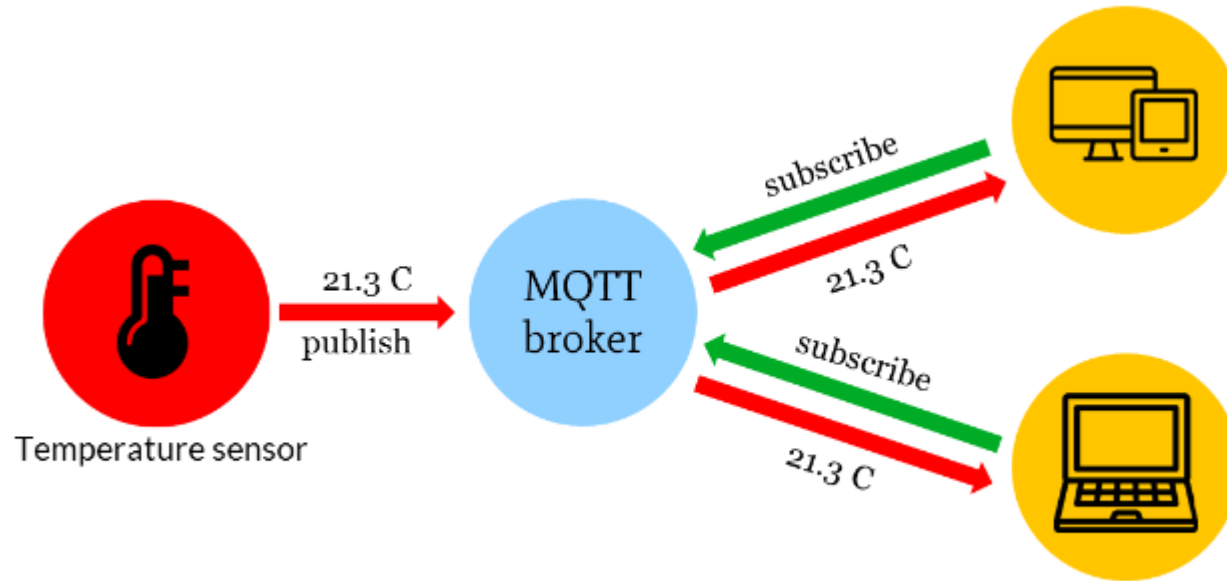 21.3 C
publish
Temperature sensor
MQTT
broker
subscribe
21.3 C
subscribe
21.3 C